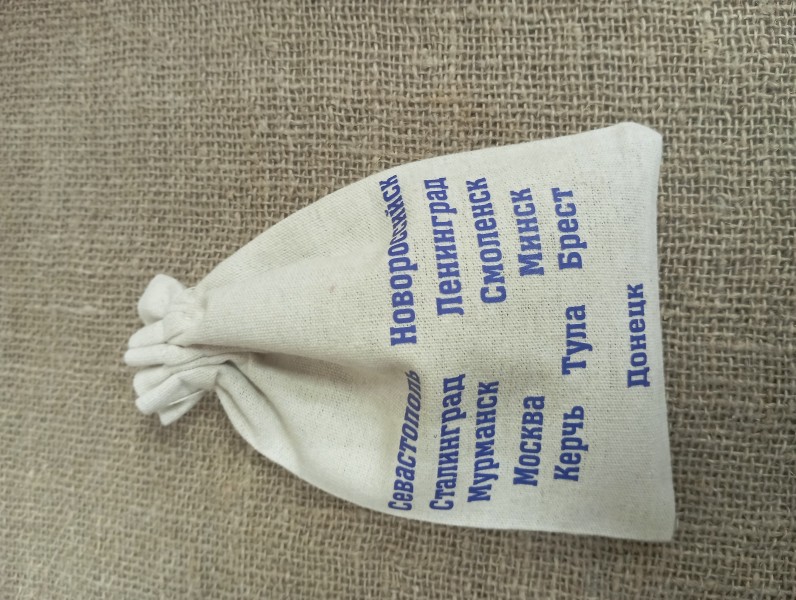 Севастополь Новороссийск
Сталинград Ленинград
Мурманск Смоленск
Москва Минск
Керчь Тула Брест
Донецк